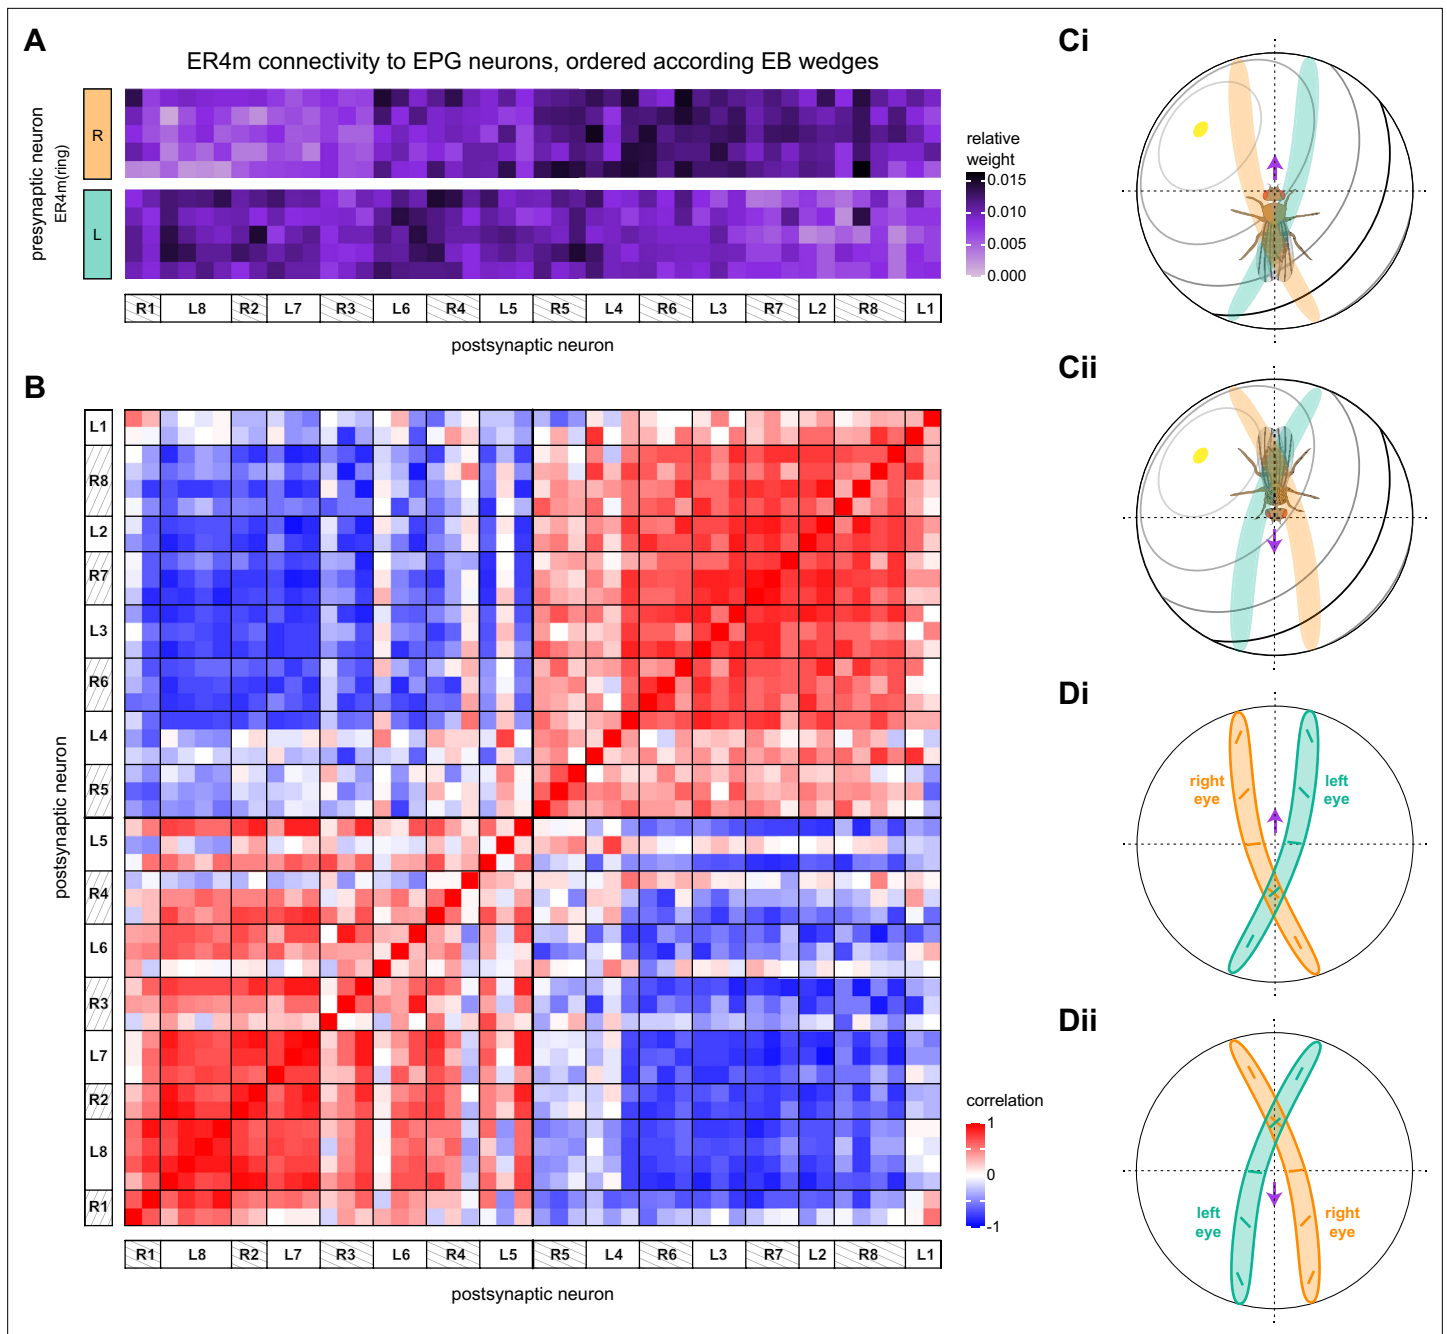 A
ER4m connectivity to EPG neurons, ordered according EB wedges
presynaptic neuron
ER4m(ring)
R
L
relative
weight
0.015
0.010
0.005
0.000
R1 L8 R2 L7 R3 L6 R4 L5 R5 L4 R6 L3 R7 L2 R8 L1
postsynaptic neuron
B
postsynaptic neuron
L1
R8
L2
R7
L3
R6
L4
R5
L5
R4
L6
R3
L7
R2
L8
R1
R1 L8 R2 L7 R3 L6 R4 L5 R5 L4 R6 L3 R7 L2 R8 L1
postsynaptic neuron
correlation
1
0
-1
Ci
Cii
Di
right
eye
left
eye
Dii
left
eye
right
eye